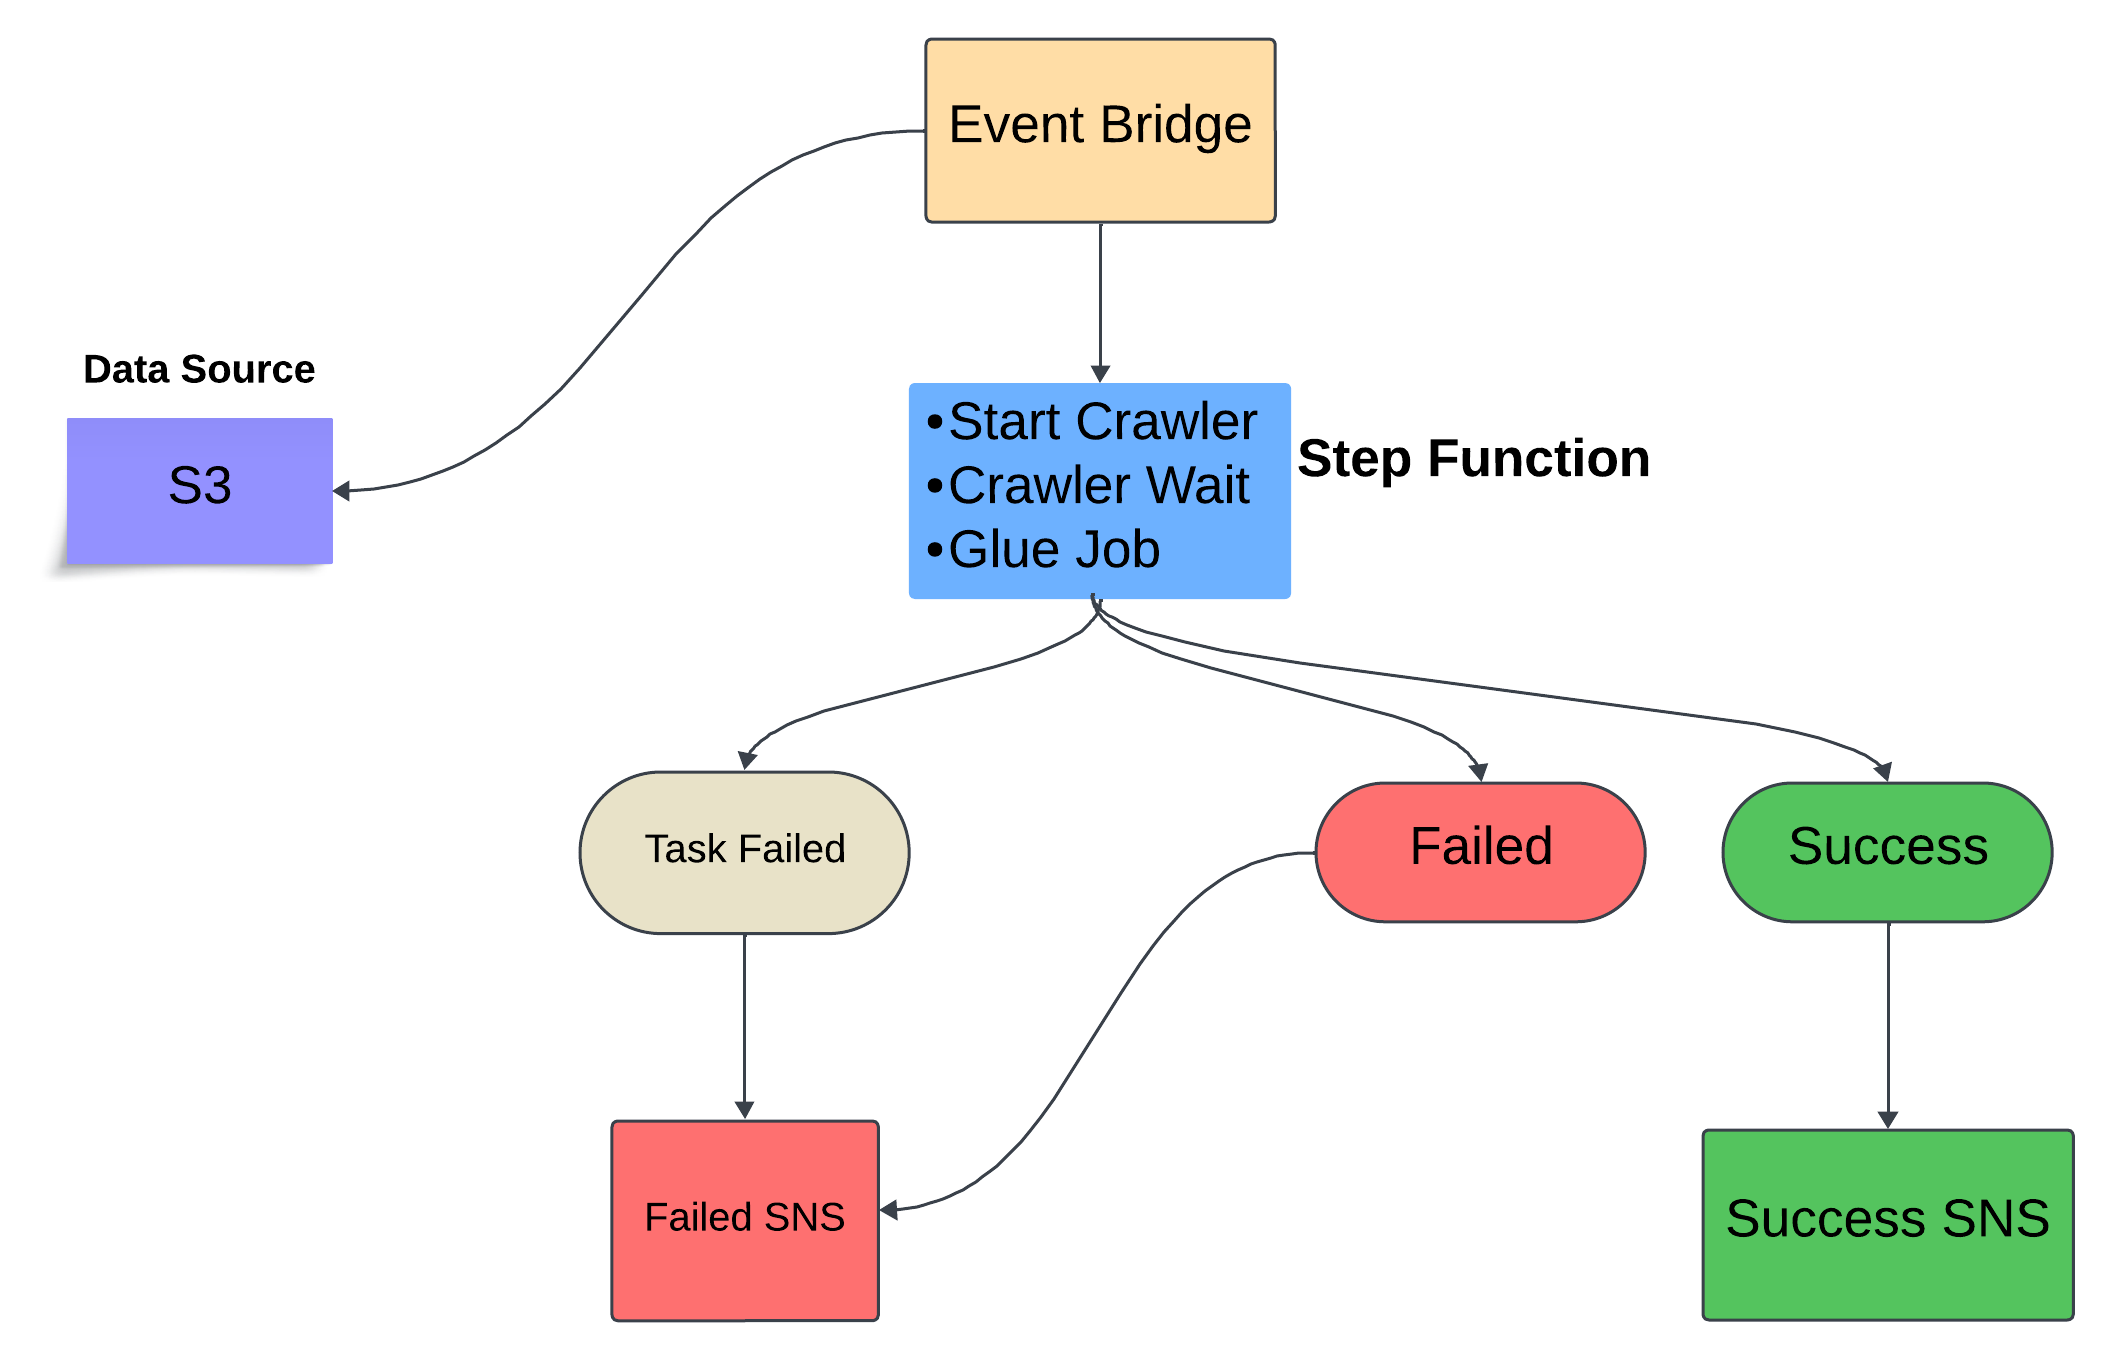 Event Bridge
Data Source
S3
•Start Crawler
•Crawler Wait
•Glue Job
Step Function
Task Failed
Failed
Success
Failed SNS
Success SNS